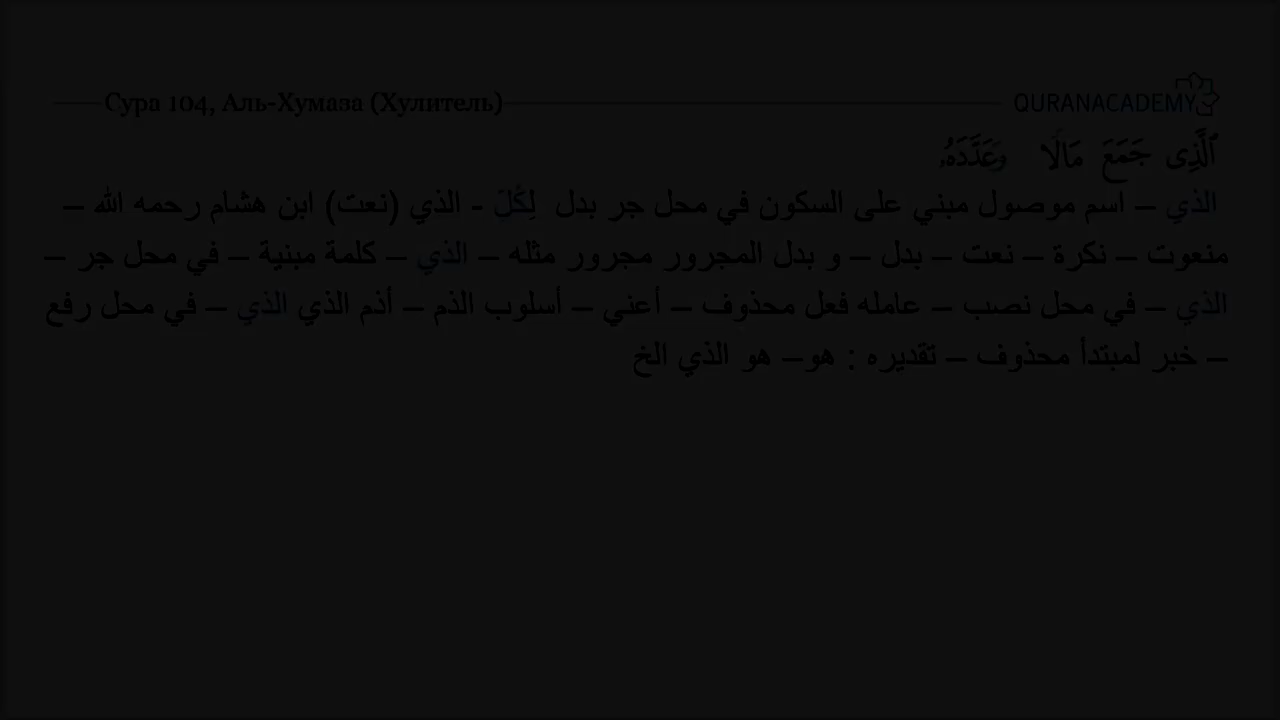 Сура 104, Аль-Хумаза (Хулитель)
QURANACADEMY
ٱلَّذِى جَمَعَ مَالًا وَعَدَّدَهُۥ
الذي – اسم موصول مبني على السكون في محل جر بدل لِكُلّ - الذي (نعت) ابن هشام رحمه الله –
منعوت – نكرة – نعت – بدل – و بدل المجرور مجرور مثله – الذي – كلمة مبنية – في محل جر –
الذي – في محل نصب – عامله فعل محذوف – أعني – أسلوب الذم – أذم الذي الذي – في محل رفع
– خبر لمبتدأ محذوف – تقديره : هو– هو الذي الخ